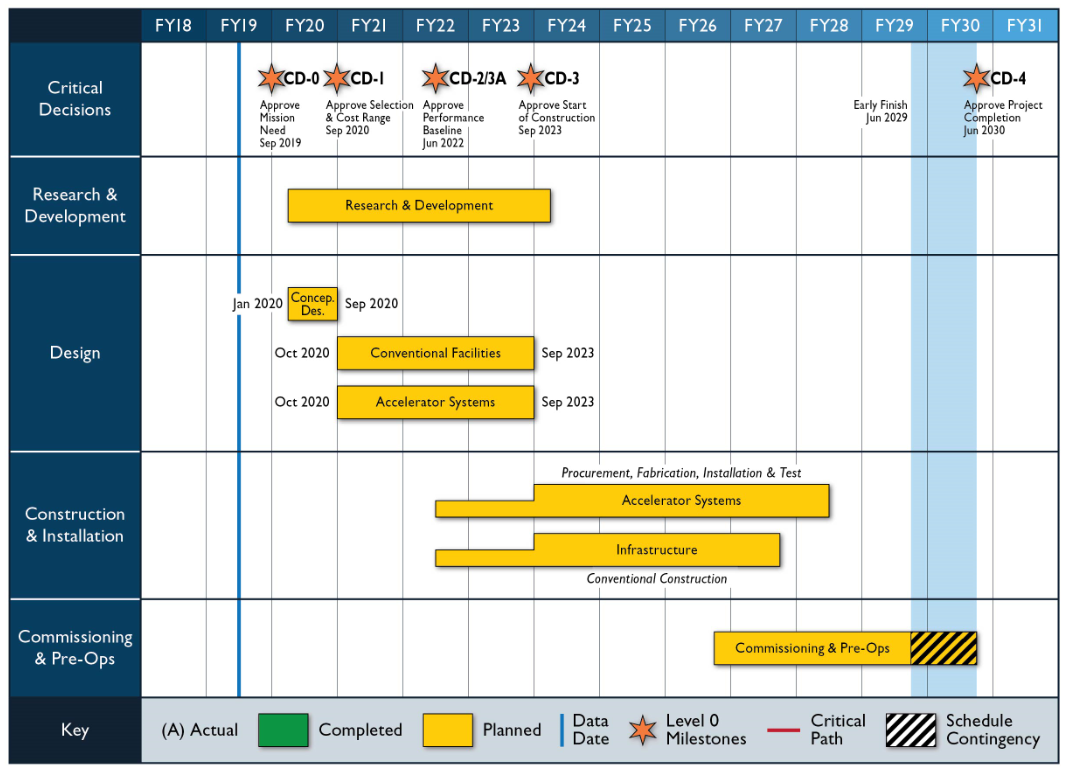 FY18 FY19 FY20 FY21 FY22 FY23 FY24 FY25 FY26 FY27 FY28 FY29 FY30 FY31
Critical
Decisions
CD-0
Approve
Mission
Need
Sep 2019
CD-1
Approve Selection
& Cost Range
Sep 2020
CD-2/3A
Approve
Performance
Baseline
Jun 2022
CD-3
Approve Start
of Construction
Sep 2023
Early Finish
Jun 2029
CD-4
Approve Project
Completion
Jun 2030
Research &
Development
Research & Development
Design
Jan 2020
Concep.
Des.
Sep 2020
Oct 2020 Conventional Facilities Sep 2023
Oct 2020 Accelerator Systems Sep 2023
Construction
& Installation
Procurement, Fabrication, Installation & Test
Accelerator Systems
Infrastructure
Conventional Construction
Commissioning
& Pre-Ops
Commissioning & Pre-Ops
Key
(A) Actual
Completed
Planned
Data
Date
Level 0
Milestones
Critical
Path
Schedule
Contingency